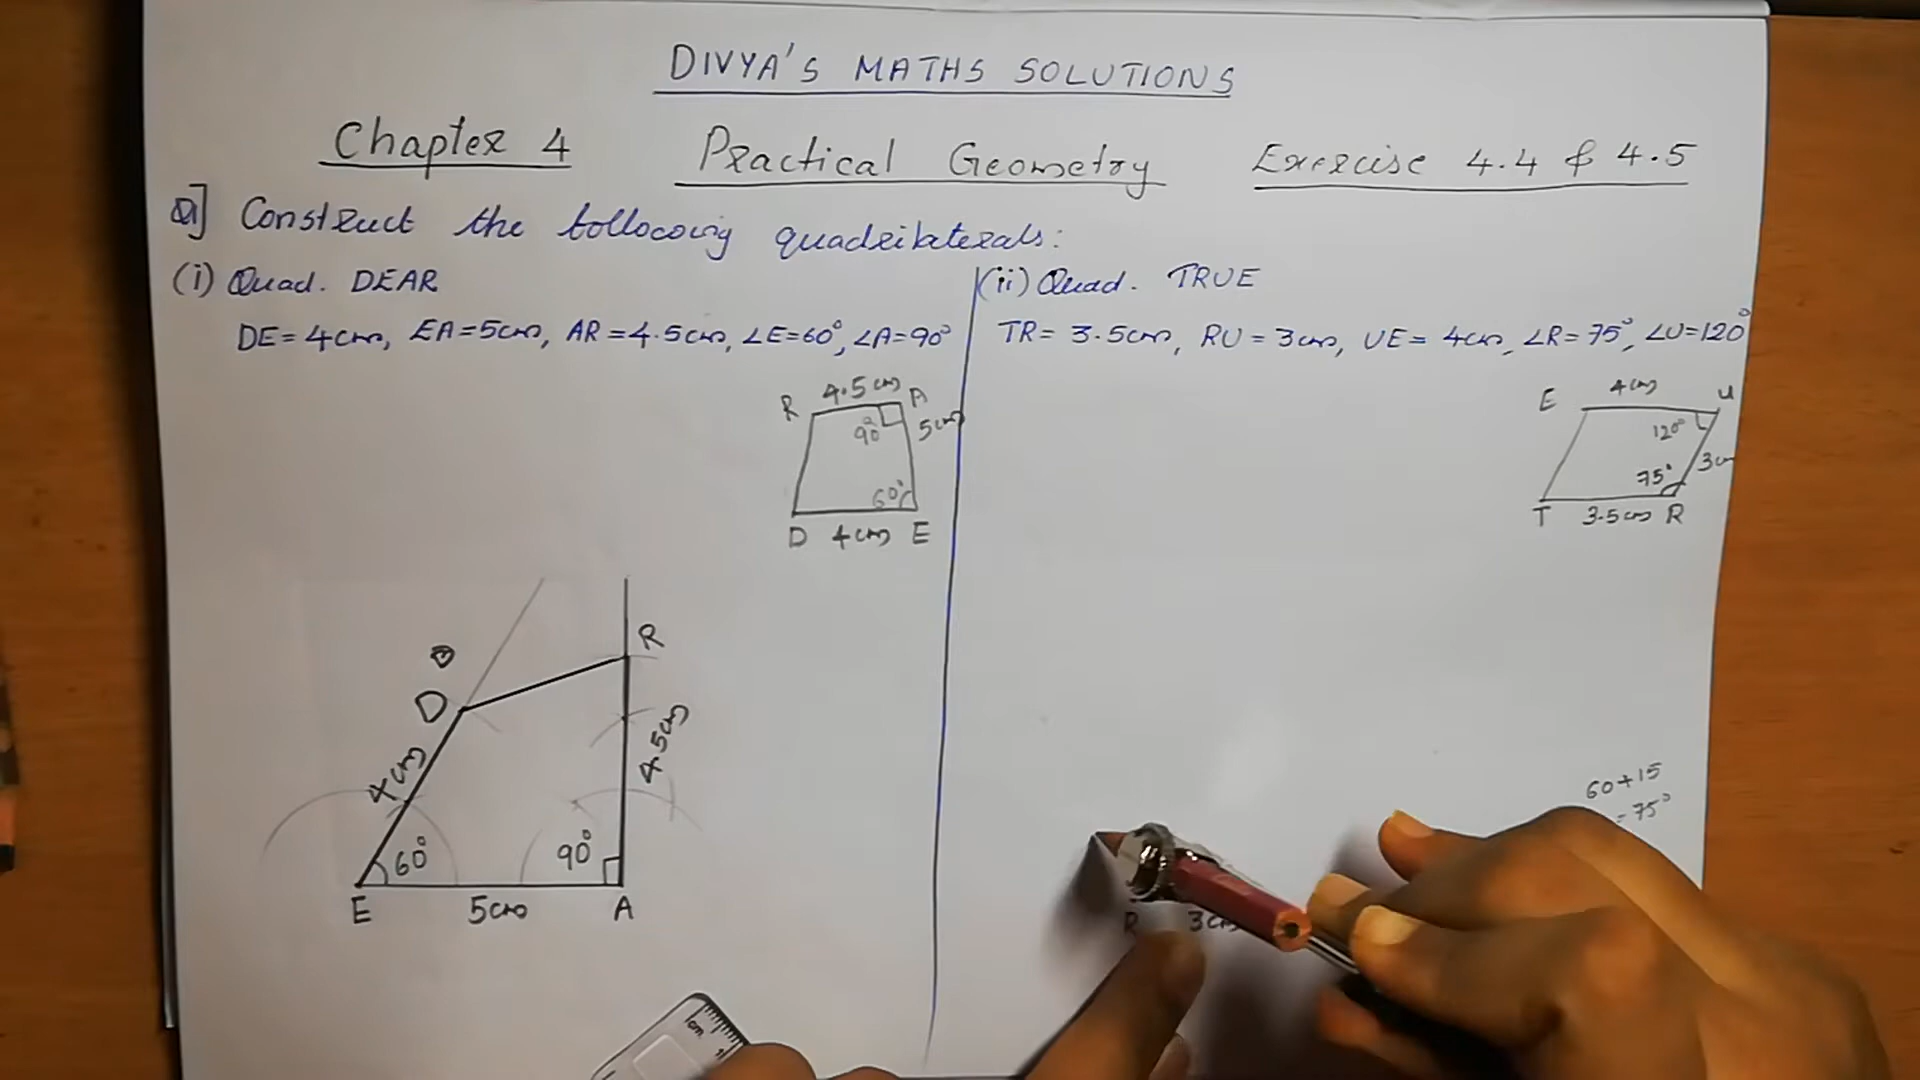 DIVYA'S MATHS SOLUTIONS
Chapter 4 Practical Geometry Exercise 4.4 & 4.5
Q] Construct the following quadrilaterals:
(i) Quad. DEAR
DE = 4cm, EA = 5cm, AR = 4.5cm, ∠E = 60°, ∠A = 90°
R 4.5cm A
90° 5cm
60°
D 4cm E
R
D
4cm 4.5cm
60° 90°
E 5cm A
(ii) Quad. TRUE
TR = 3.5cm, RU = 3cm, UE = 4cm, ∠R = 75°, ∠U = 120°
E 4cm U
120°
75° 3cm
T 3.5cm R
60+15
= 75°
R 3cm
cm